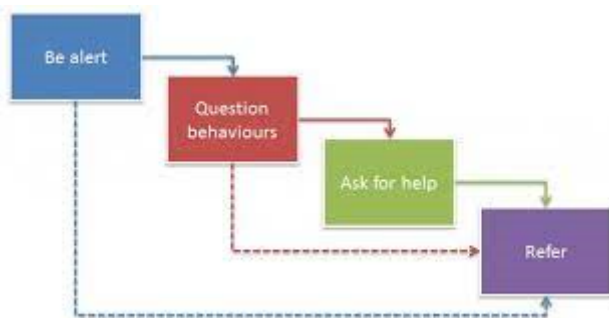 Be alert
Question
behaviours
Ask for help
Refer